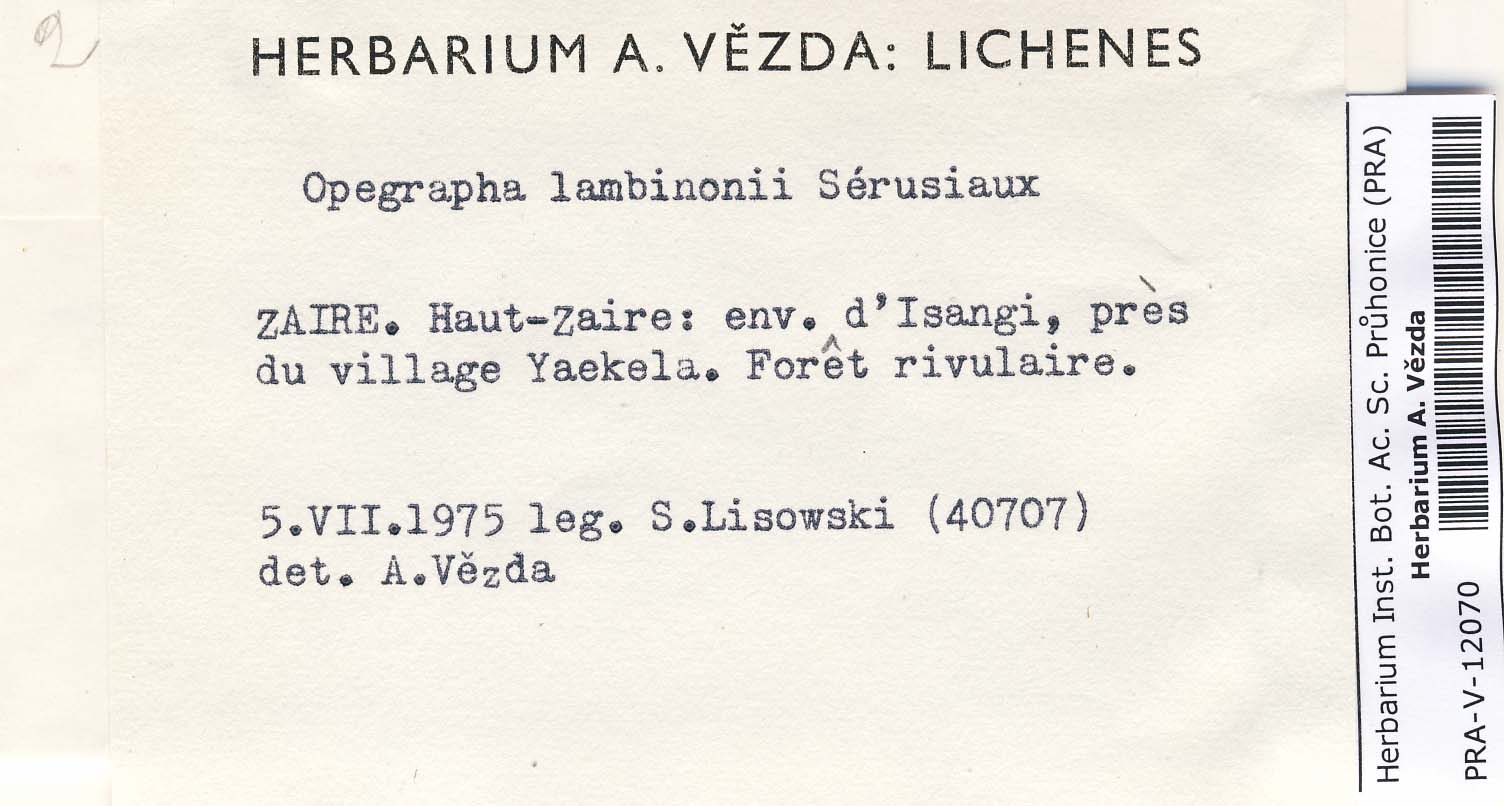 2
HERBARIUM A. VĚZDA: LICHENES
Opegrapha lambinonii Sérusiaux
ZAIRE. Haut-Zaire: env. d'Isangi, près
du village Yaekela. Forêt rivulaire.
5.VII.1975 leg. S.Lisowski (40707)
det. A.Vězda
Herbarium Inst. Bot. Ac. Sc. Průhonice (PRA)
Herbarium A. Vězda
PRA-V-12070